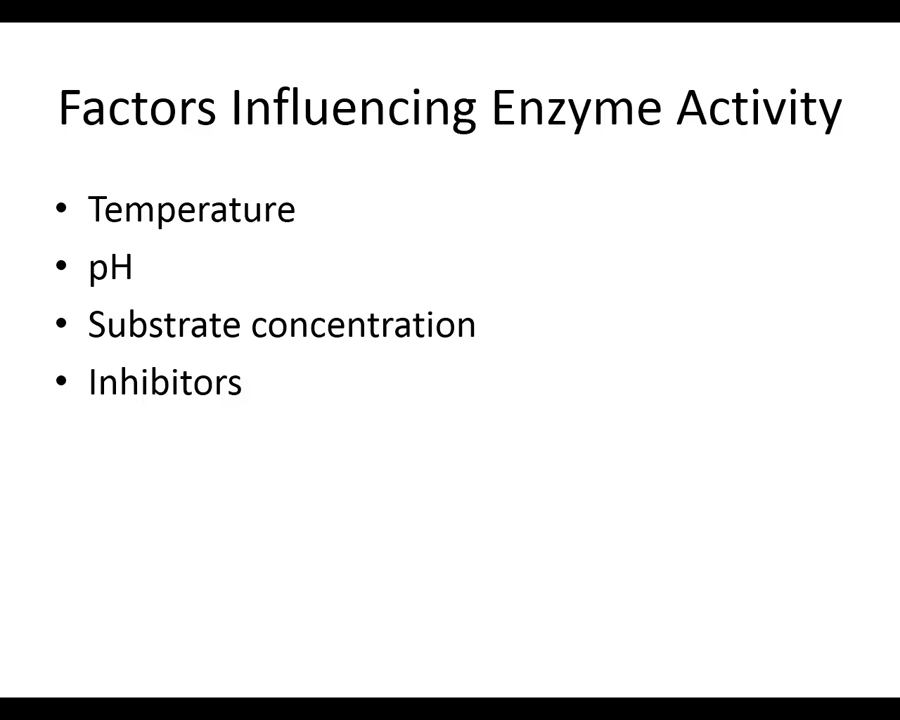 Factors Influencing Enzyme Activity
• Temperature
• pH
• Substrate concentration
• Inhibitors